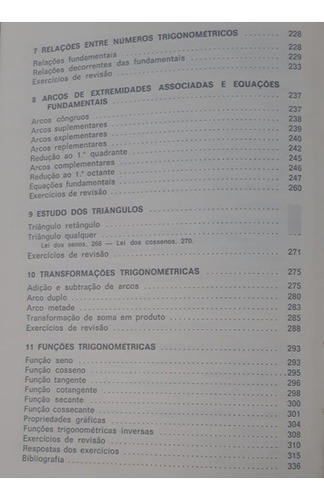 7 RELAÇÕES ENTRE NÚMEROS TRIGONOMÉTRICOS 228
Relações fundamentais 228
Relações decorrentes das fundamentais 229
Exercícios de revisão 233
8 ARCOS DE EXTREMIDADES ASSOCIADAS E EQUAÇÕES
FUNDAMENTAIS 237
Arcos côngruos 237
Arcos suplementares 238
Arcos explementares 239
Arcos replementares 240
Redução ao 1.º quadrante 242
Arcos complementares 245
Redução ao 1.º octante 246
Equações fundamentais 247
Exercícios de revisão 260
9 ESTUDO DOS TRIÂNGULOS
Triângulo retângulo
Triângulo qualquer
Lei dos senos, 268 — Lei dos cossenos, 270.
Exercícios de revisão 271
10 TRANSFORMAÇÕES TRIGONOMÉTRICAS 275
Adição e subtração de arcos 275
Arco duplo 280
Arco metade 283
Transformação de soma em produto 285
Exercícios de revisão 288
11 FUNÇÕES TRIGONOMÉTRICAS 293
Função seno 293
Função cosseno 295
Função tangente 296
Função cotangente 298
Função secante 300
Função cossecante 301
Propriedades gráficas 304
Funções trigonométricas inversas 308
Exercícios de revisão 310
Respostas dos exercícios 315
Bibliografia 336